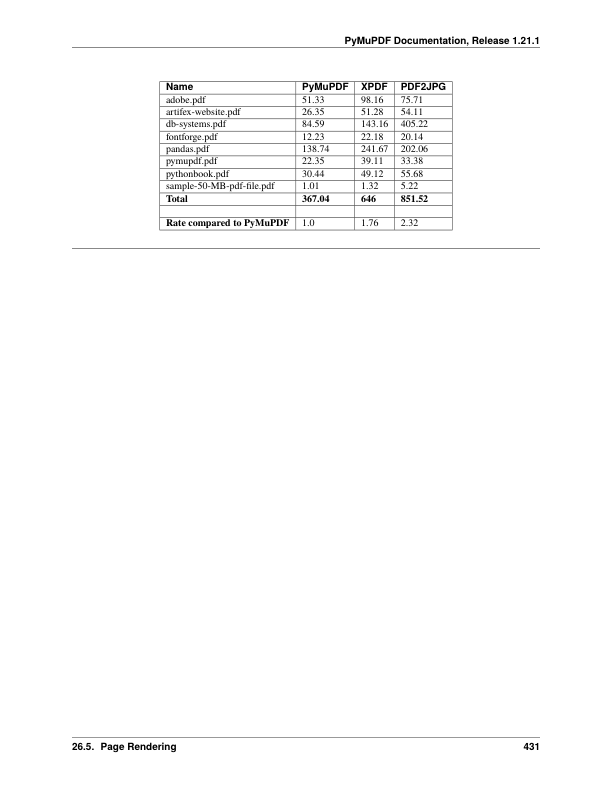 PyMuPDF Documentation, Release 1.21.1
Name PyMuPDF XPDF PDF2JPG
adobe.pdf 51.33 98.16 75.71
artifex-website.pdf 26.35 51.28 54.11
db-systems.pdf 84.59 143.16 405.22
fontforge.pdf 12.23 22.18 20.14
pandas.pdf 138.74 241.67 202.06
pymupdf.pdf 22.35 39.11 33.38
pythonbook.pdf 30.44 49.12 55.68
sample-50-MB-pdf-file.pdf 1.01 1.32 5.22
Total 367.04 646 851.52
Rate compared to PyMuPDF 1.0 1.76 2.32
26.5. Page Rendering 431